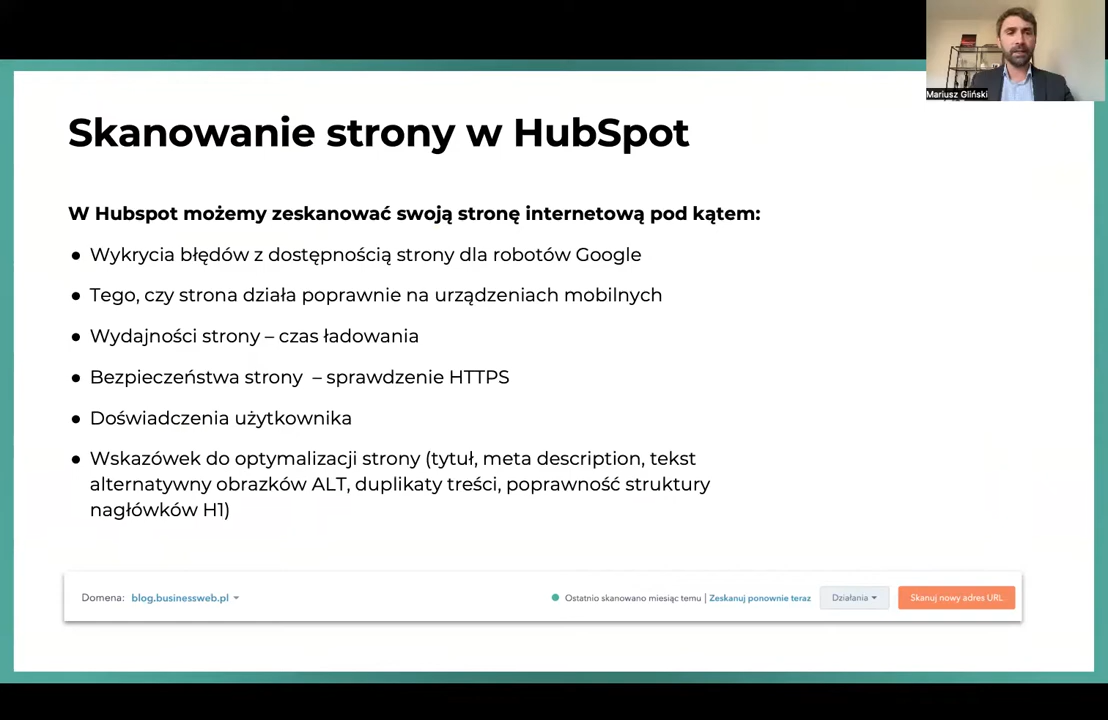 Mariusz Gliński
Skanowanie strony w HubSpot
W Hubspot możemy zeskanować swoją stronę internetową pod kątem:
● Wykrycia błędów z dostępnością strony dla robotów Google
● Tego, czy strona działa poprawnie na urządzeniach mobilnych
● Wydajności strony – czas ładowania
● Bezpieczeństwa strony – sprawdzenie HTTPS
● Doświadczenia użytkownika
● Wskazówek do optymalizacji strony (tytuł, meta description, tekst
alternatywny obrazków ALT, duplikaty treści, poprawność struktury
nagłówków H1)
Domena: blog.businessweb.pl Ostatnio skanowano miesiąc temu | Zeskanuj ponownie teraz Działania Skanuj nowy adres URL